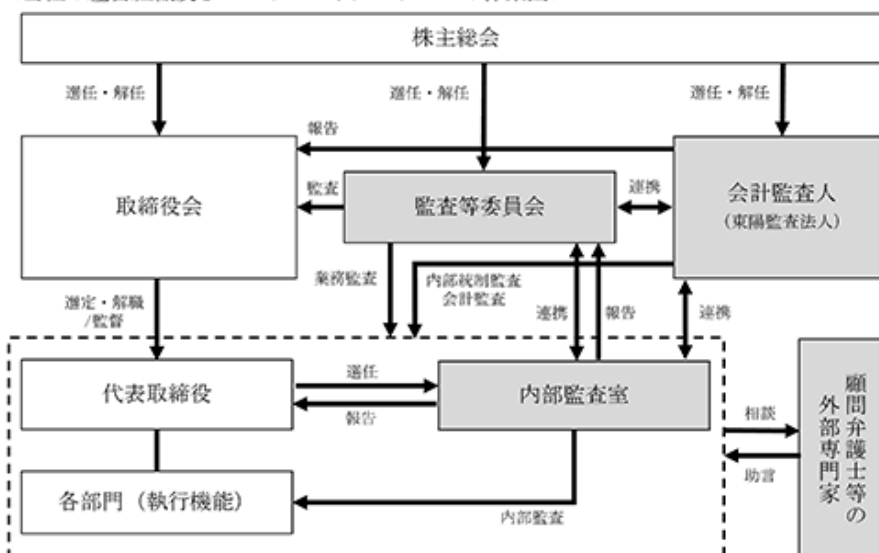 株主総会
選任・解任
選任・解任
選任・解任
報告
取締役会
監査
監査等委員会
連携
会計監査人
(東陽監査法人)
選定・解職
/監督
業務監査
内部統制監査
会計監査
連携
報告
連携
代表取締役
選任
報告
内部監査室
各部門(執行機能)
内部監査
相談
助言
顧問弁護士等の
外部専門家